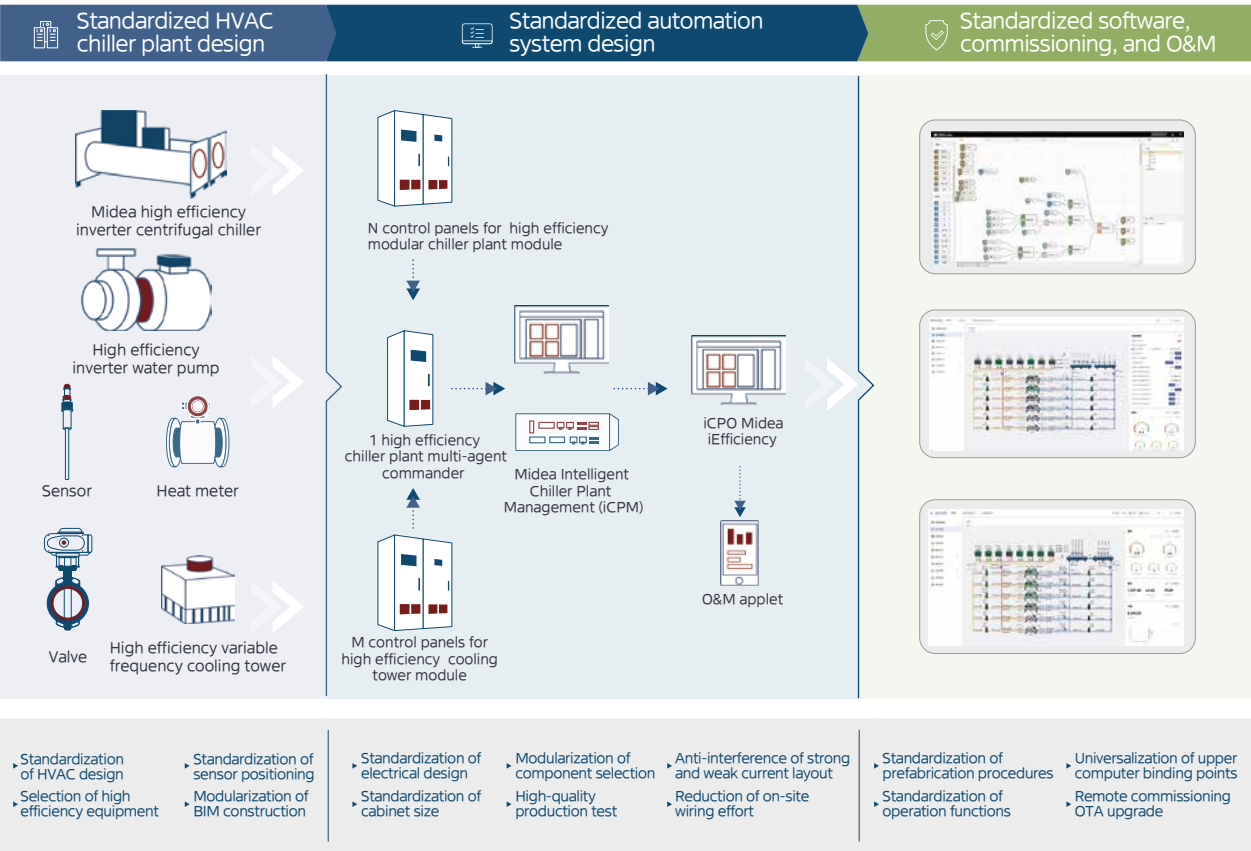 Standardized HVAC
chiller plant design
Standardized automation
system design
Standardized software,
commissioning, and O&M
Midea high efficiency
inverter centrifugal chiller
High efficiency
inverter water pump
Sensor
Heat meter
Valve
High efficiency variable
frequency cooling tower
N control panels for high efficiency
modular chiller plant module
1 high efficiency
chiller plant multi-agent
commander
Midea Intelligent
Chiller Plant
Management (iCPM)
iCPO Midea
iEfficiency
O&M applet
M control panels for
high efficiency cooling
tower module
Standardization
of HVAC design
Selection of high
efficiency equipment
Standardization of
sensor positioning
Modularization of
BIM construction
Standardization of
electrical design
Standardization of
cabinet size
Modularization of
component selection
High-quality
production test
Anti-interference of strong
and weak current layout
Reduction of on-site
wiring effort
Standardization of
prefabrication procedures
Standardization of
operation functions
Universalization of upper
computer binding points
Remote commissioning
OTA upgrade